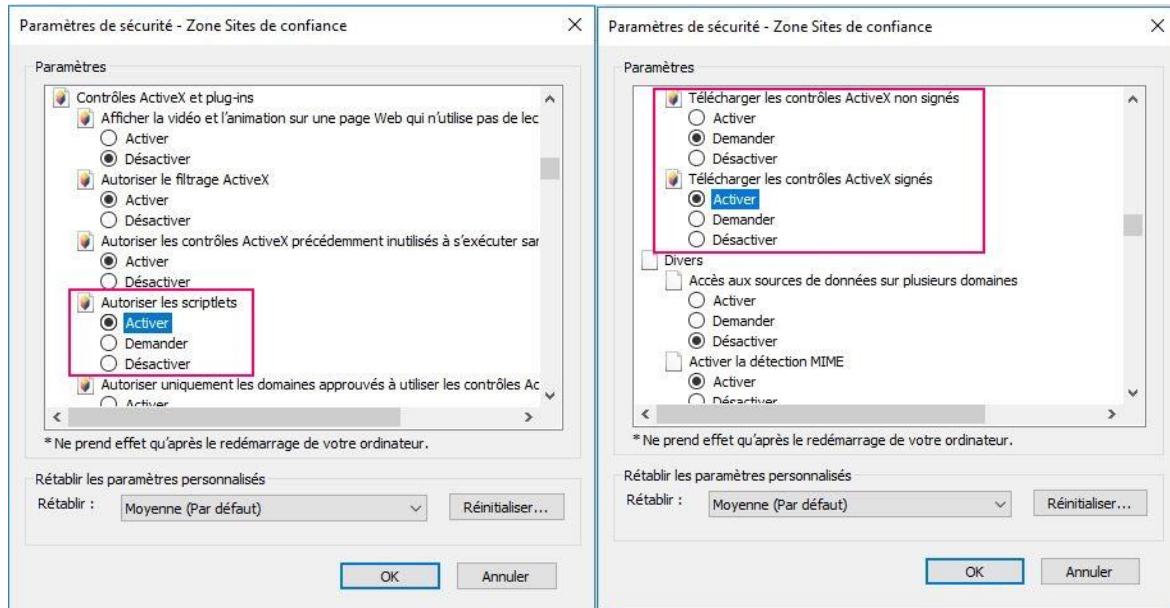 Paramètres de sécurité - Zone Sites de confiance
Paramètres
Contrôles ActiveX et plug-ins
Afficher la vidéo et l'animation sur une page Web qui n'utilise pas de lec
Activer
Désactiver
Autoriser le filtrage ActiveX
Activer
Désactiver
Autoriser les contrôles ActiveX précédemment inutilisés à s'exécuter sar
Activer
Désactiver
Autoriser les scriptlets
Activer
Demander
Désactiver
Autoriser uniquement les domaines approuvés à utiliser les contrôles Ac
Activer
*Ne prend effet qu'après le redémarrage de votre ordinateur.
Rétablir les paramètres personnalisés
Rétablir :
Moyenne (Par défaut)
Réinitialiser...
OK
Annuler
Paramètres de sécurité - Zone Sites de confiance
Paramètres
Télécharger les contrôles ActiveX non signés
Activer
Demander
Désactiver
Télécharger les contrôles ActiveX signés
Activer
Demander
Désactiver
Divers
Accès aux sources de données sur plusieurs domaines
Activer
Demander
Désactiver
Activer la détection MIME
Activer
Désactiver
*Ne prend effet qu'après le redémarrage de votre ordinateur.
Rétablir les paramètres personnalisés
Rétablir :
Moyenne (Par défaut)
Réinitialiser...
OK
Annuler